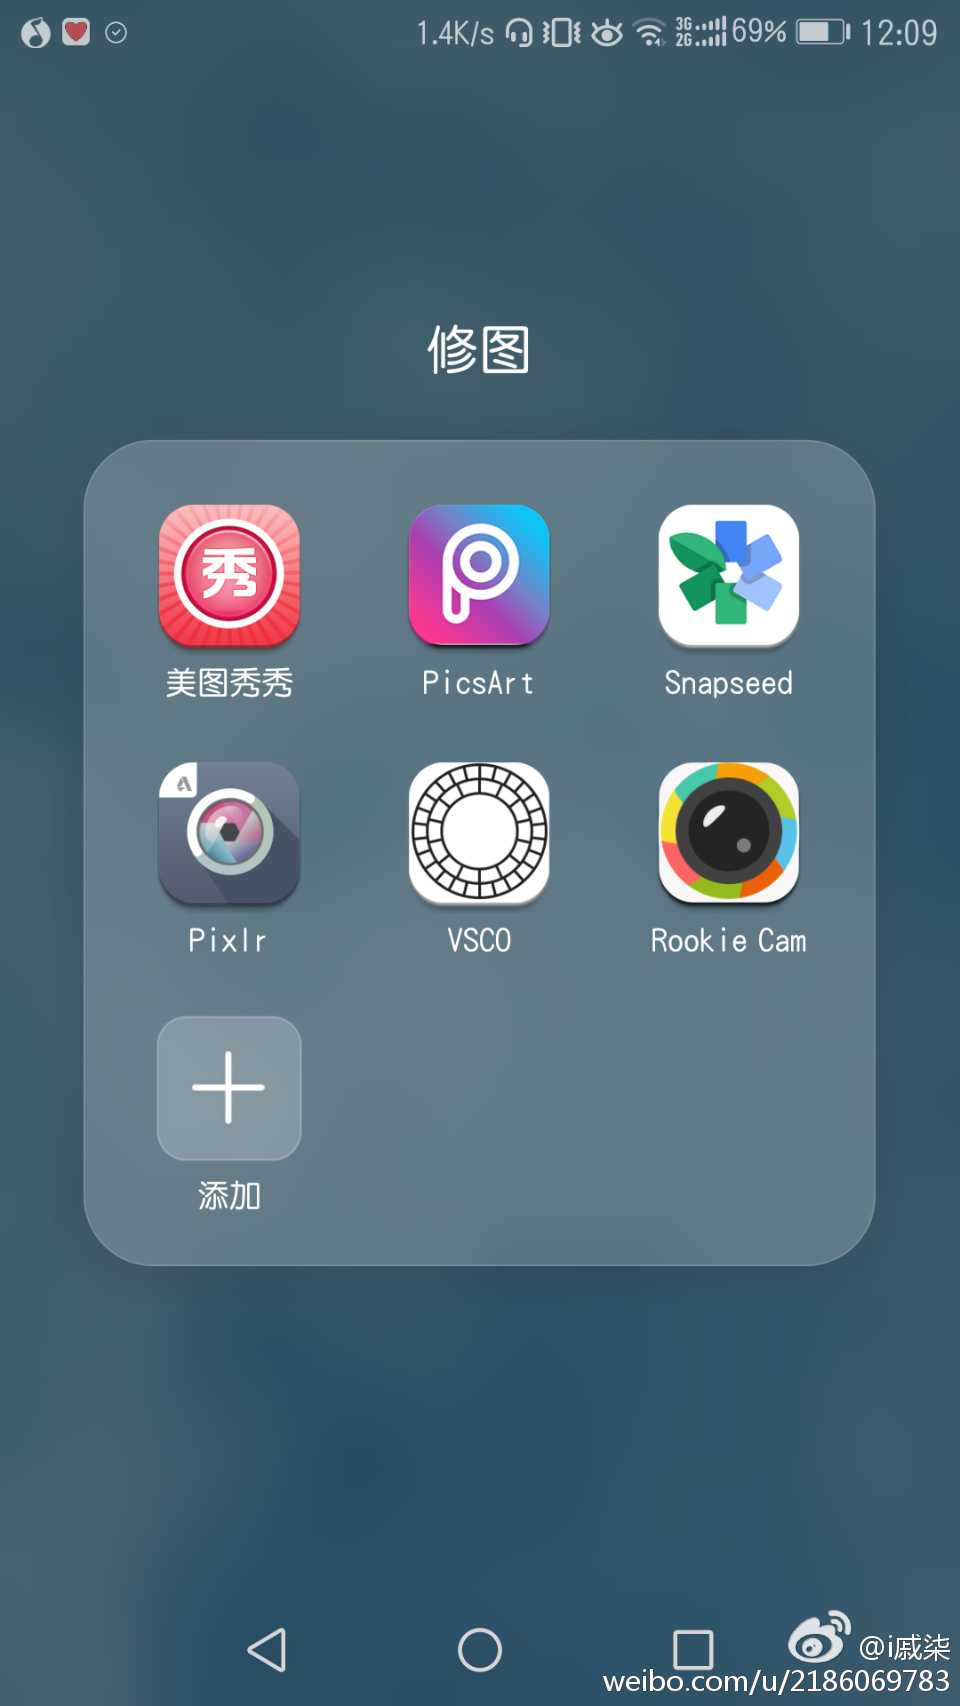 1.4K/s 3G 2G 69% 12:09
修图
秀
美图秀秀 PicsArt Snapseed
Pixlr VSCO Rookie Cam
添加
@i戚柒
weibo.com/u/2186069783